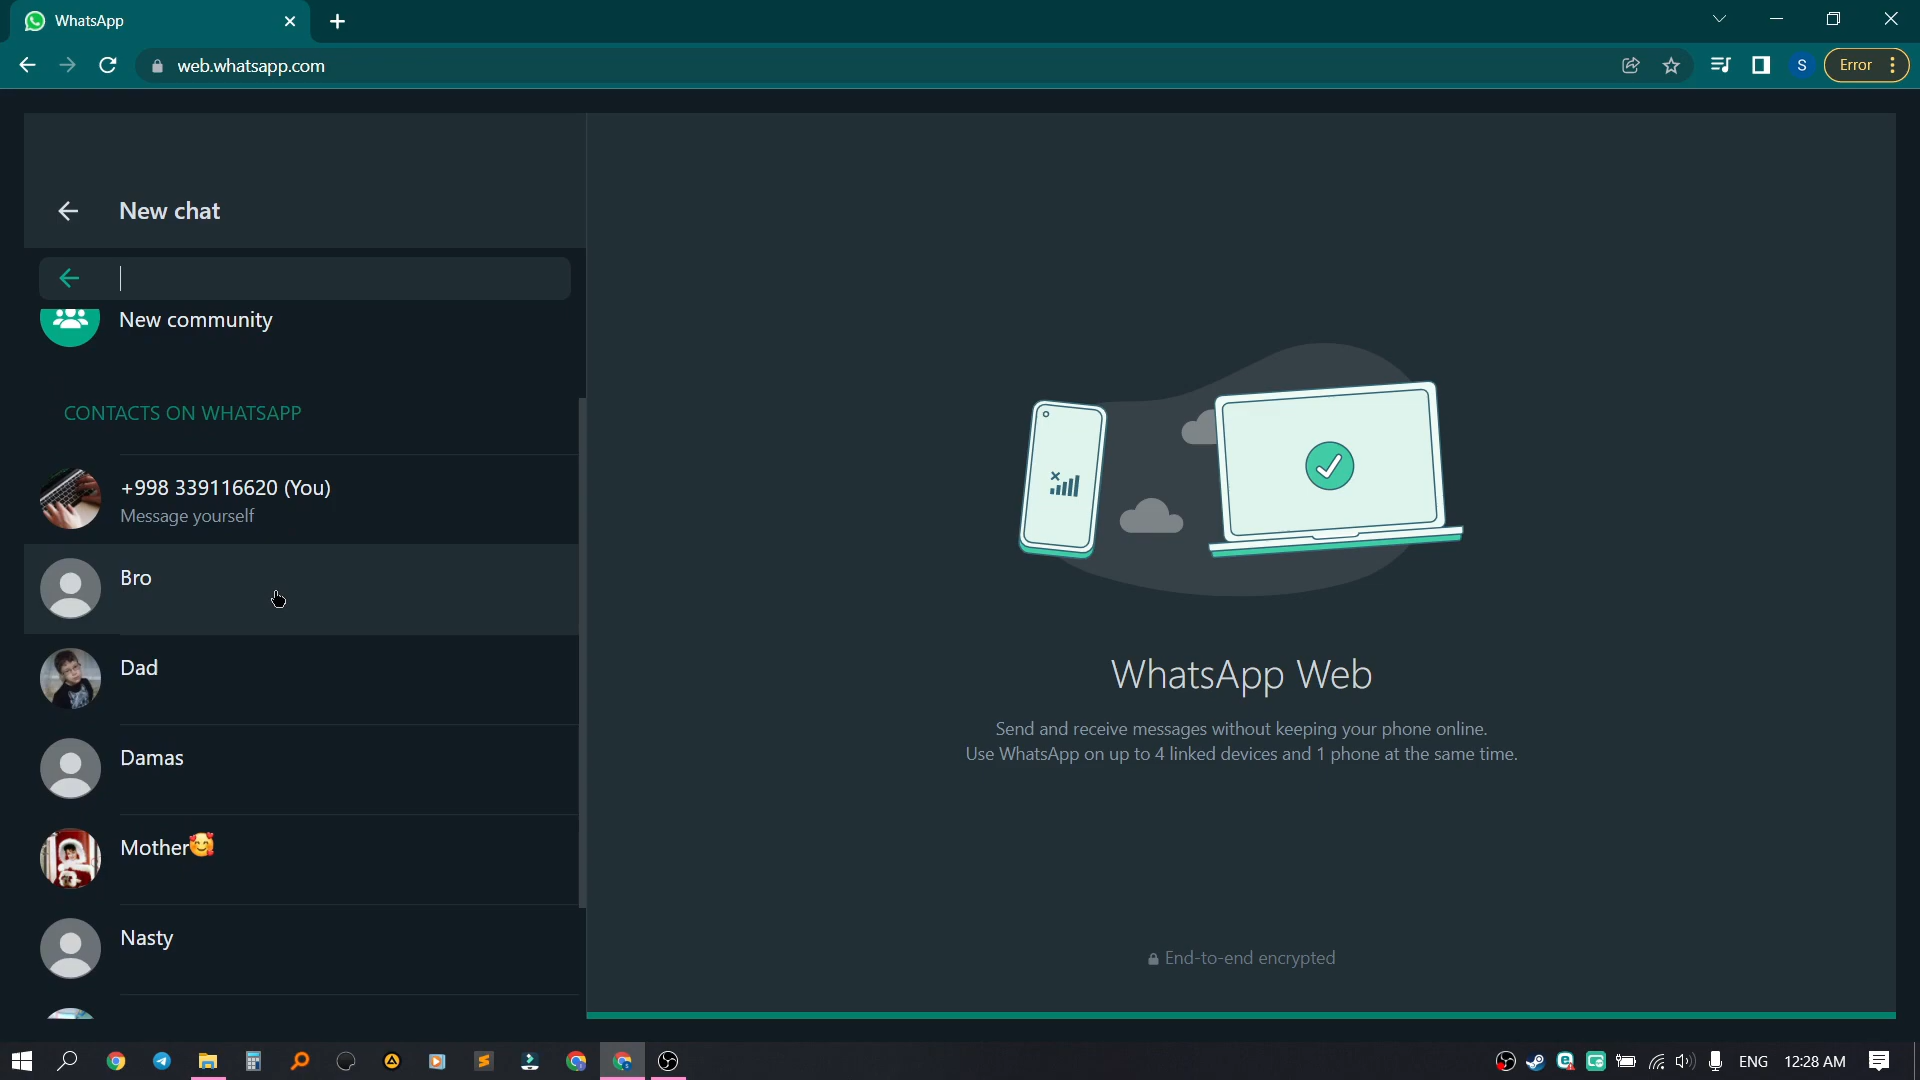 WhatsApp
web.whatsapp.com
S
Error
New chat
New community
CONTACTS ON WHATSAPP
+998 339116620 (You)
Message yourself
Bro
Dad
Damas
Mother🥰
Nasty
WhatsApp Web
Send and receive messages without keeping your phone online.
Use WhatsApp on up to 4 linked devices and 1 phone at the same time.
End-to-end encrypted
ENG
12:28 AM